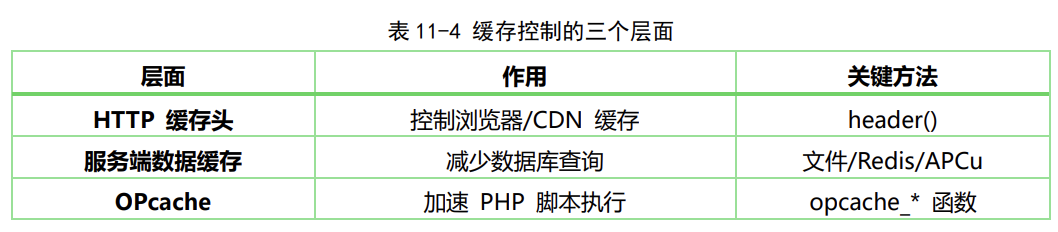 表 11-4 缓存控制的三个层面
层面 作用 关键方法
HTTP 缓存头 控制浏览器/CDN 缓存 header()
服务端数据缓存 减少数据库查询 文件/Redis/APCu
OPcache 加速 PHP 脚本执行 opcache_* 函数